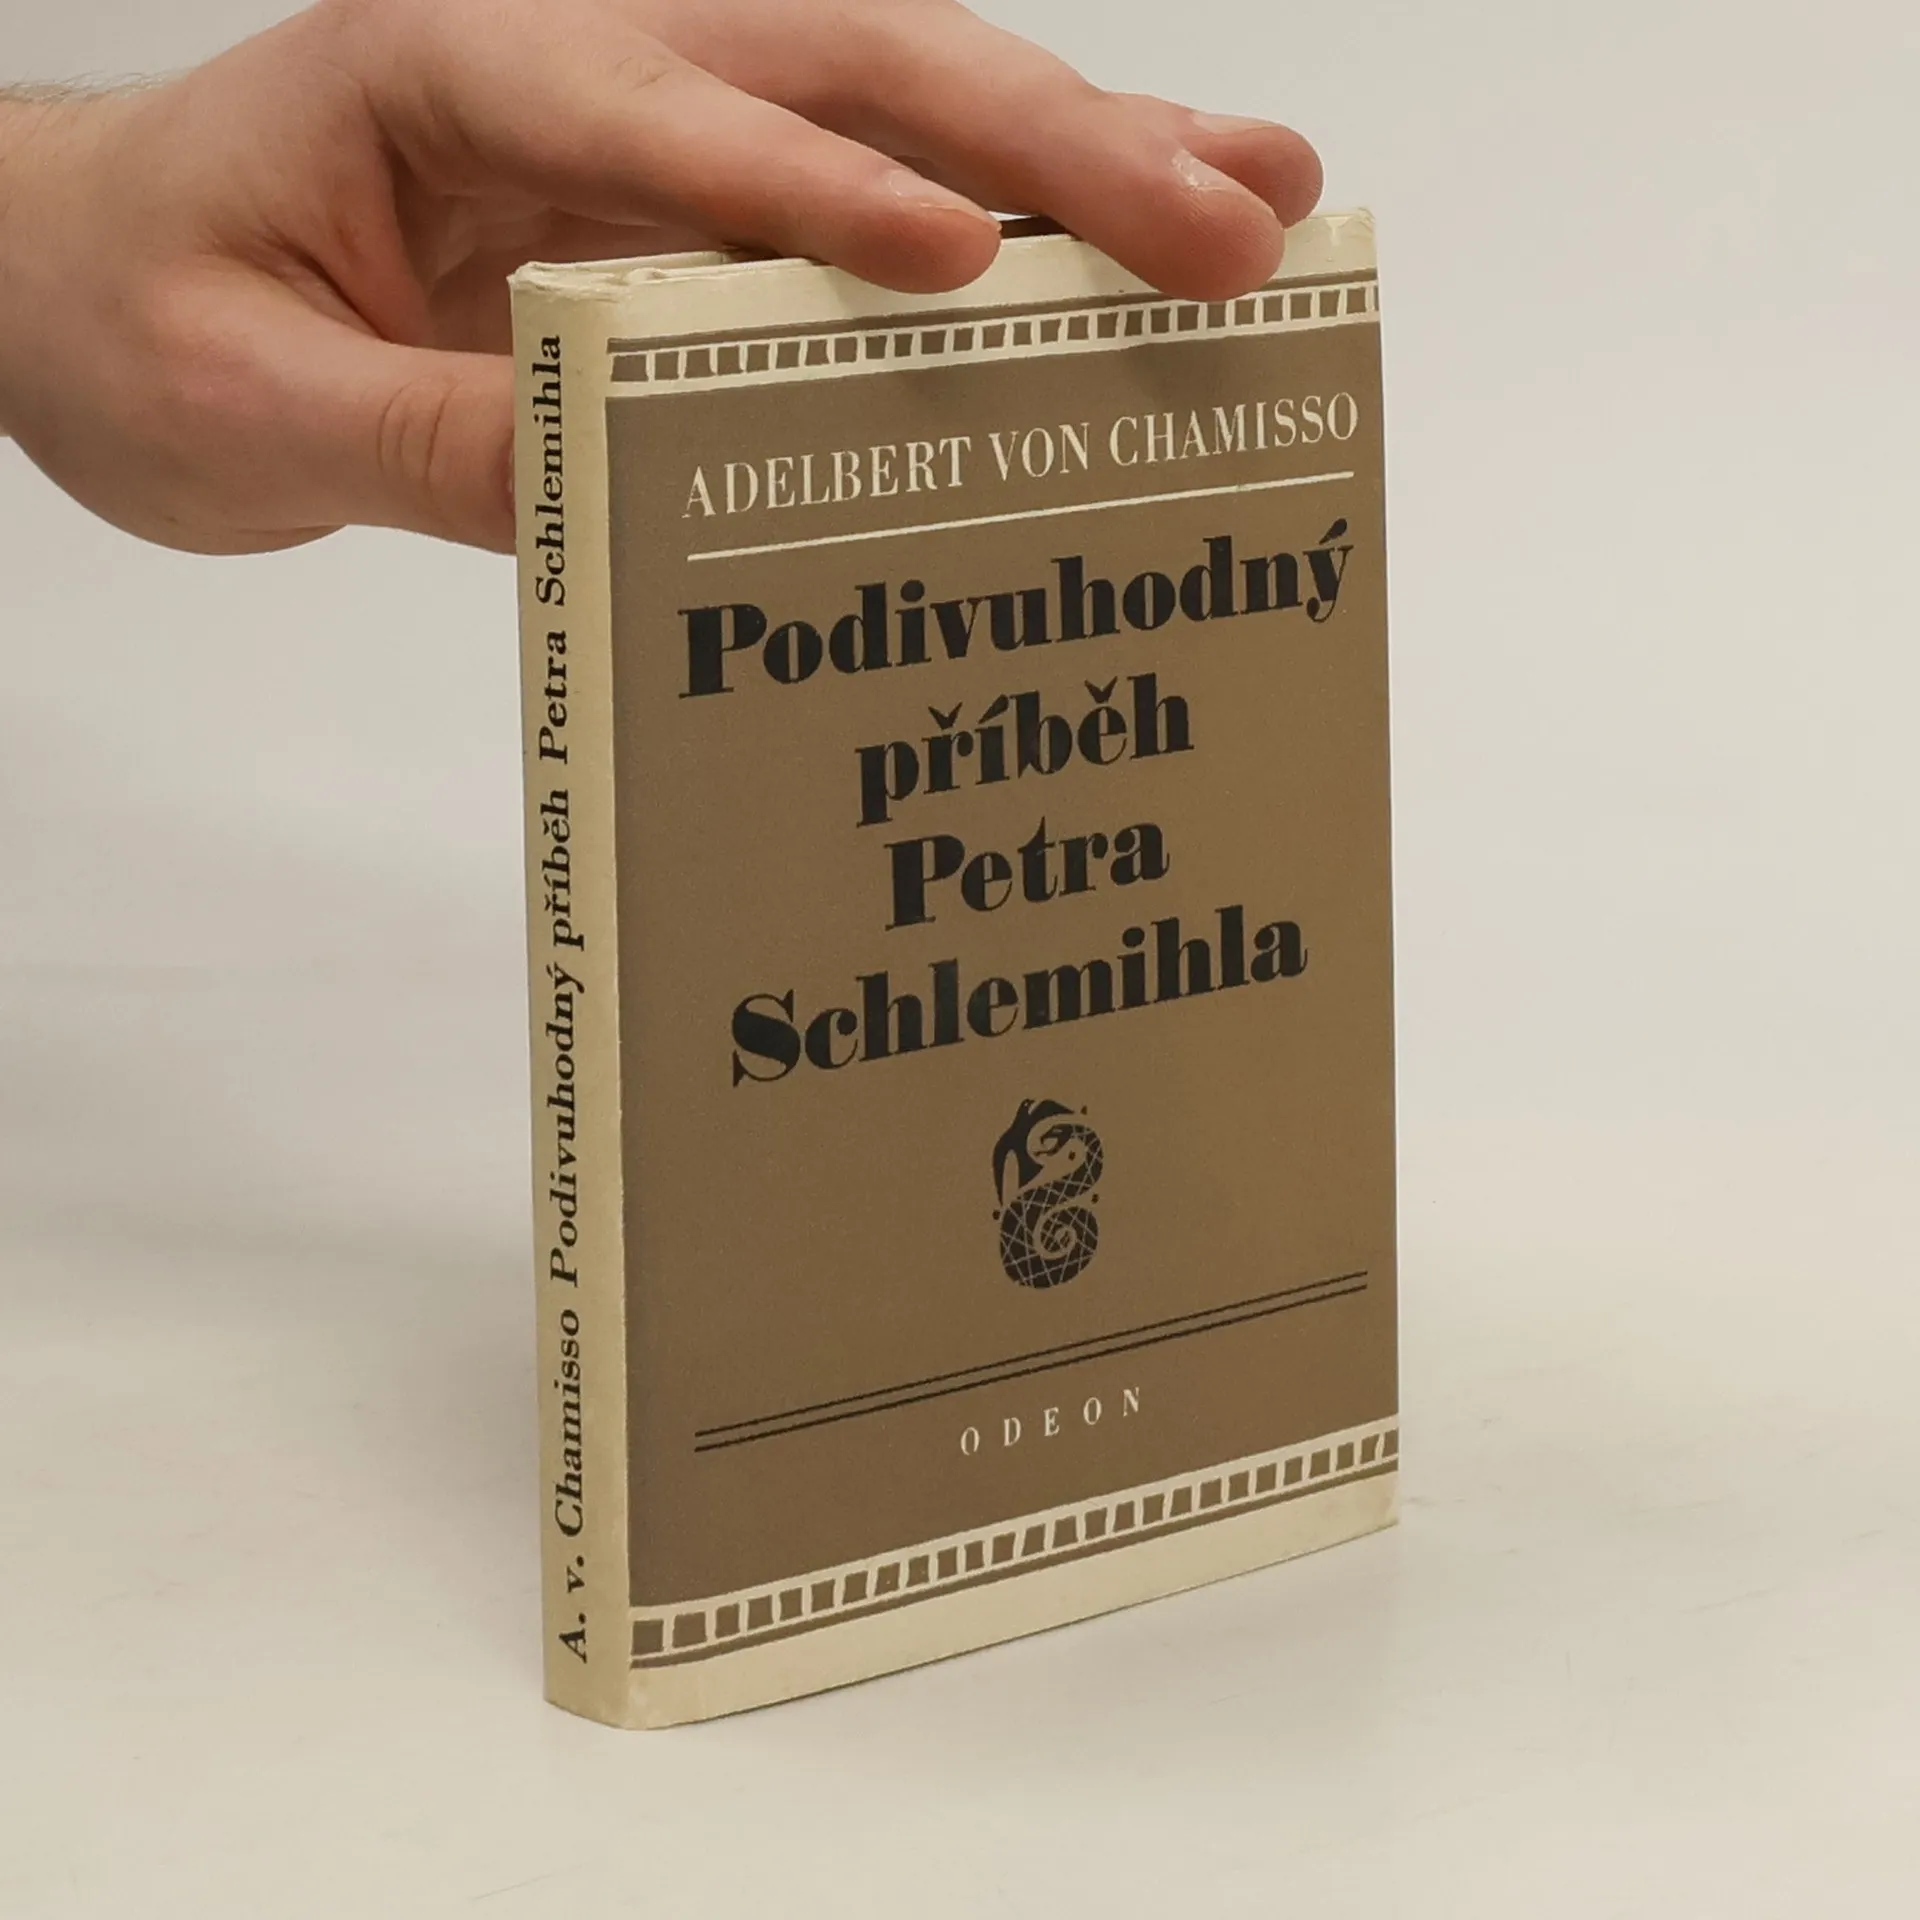 A. v. Chamisso Podivuhodný příběh Petra Schlemihla
ADELBERT VON CHAMISSO
Podivuhodný
příběh
Petra
Schlemihla
ODEON